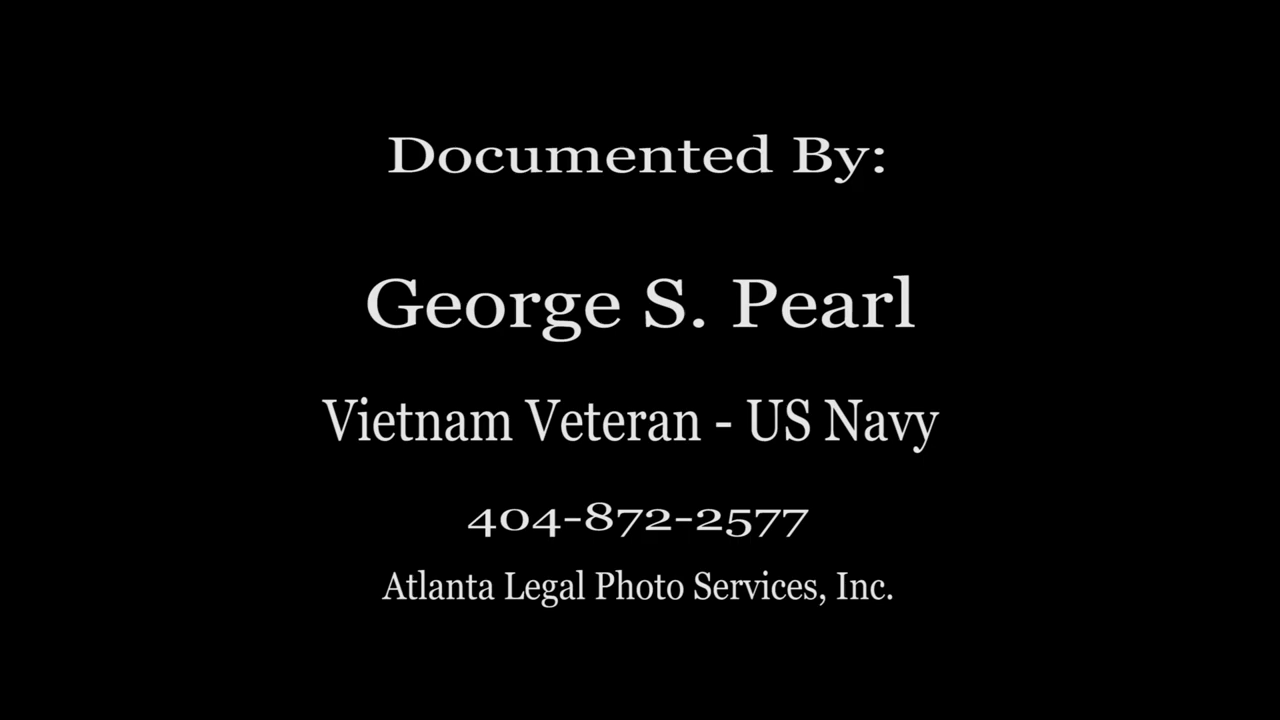 Documented By:
George S. Pearl
Vietnam Veteran - US Navy
404-872-2577
Atlanta Legal Photo Services, Inc.